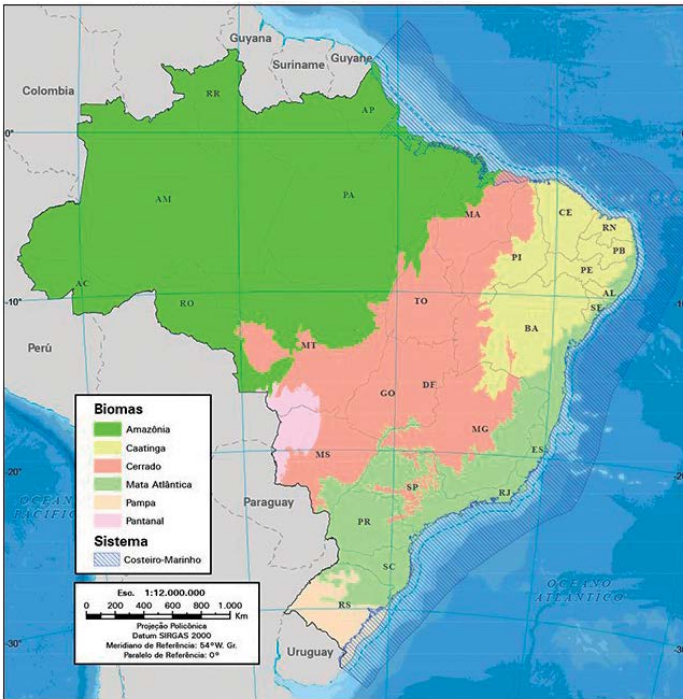 Guyana
Suriname
Guyane
Colombia
RR
AP
0°
0°
AM
PA
MA
CE
RN
PB
PI
PE
AL
SE
AC
-10°
RO
TO
BA
-10°
Perú
MT
GO
DF
MG
ES
MS
-20°
SP
RJ
Paraguay
PR
SC
RS
OCEANO
ATLÂNTICO
-30°
Uruguay
Biomas
Amazônia
Caatinga
Cerrado
Mata Atlântica
Pampa
Pantanal
Sistema
Costeiro-Marinho
Esc. 1:12.000.000
0 200 400 600 800 1.000
Km
Projeção Policônica
Datum SIRGAS 2000
Meridiano de Referência: 54°W. Gr.
Paralelo de Referência: 0°